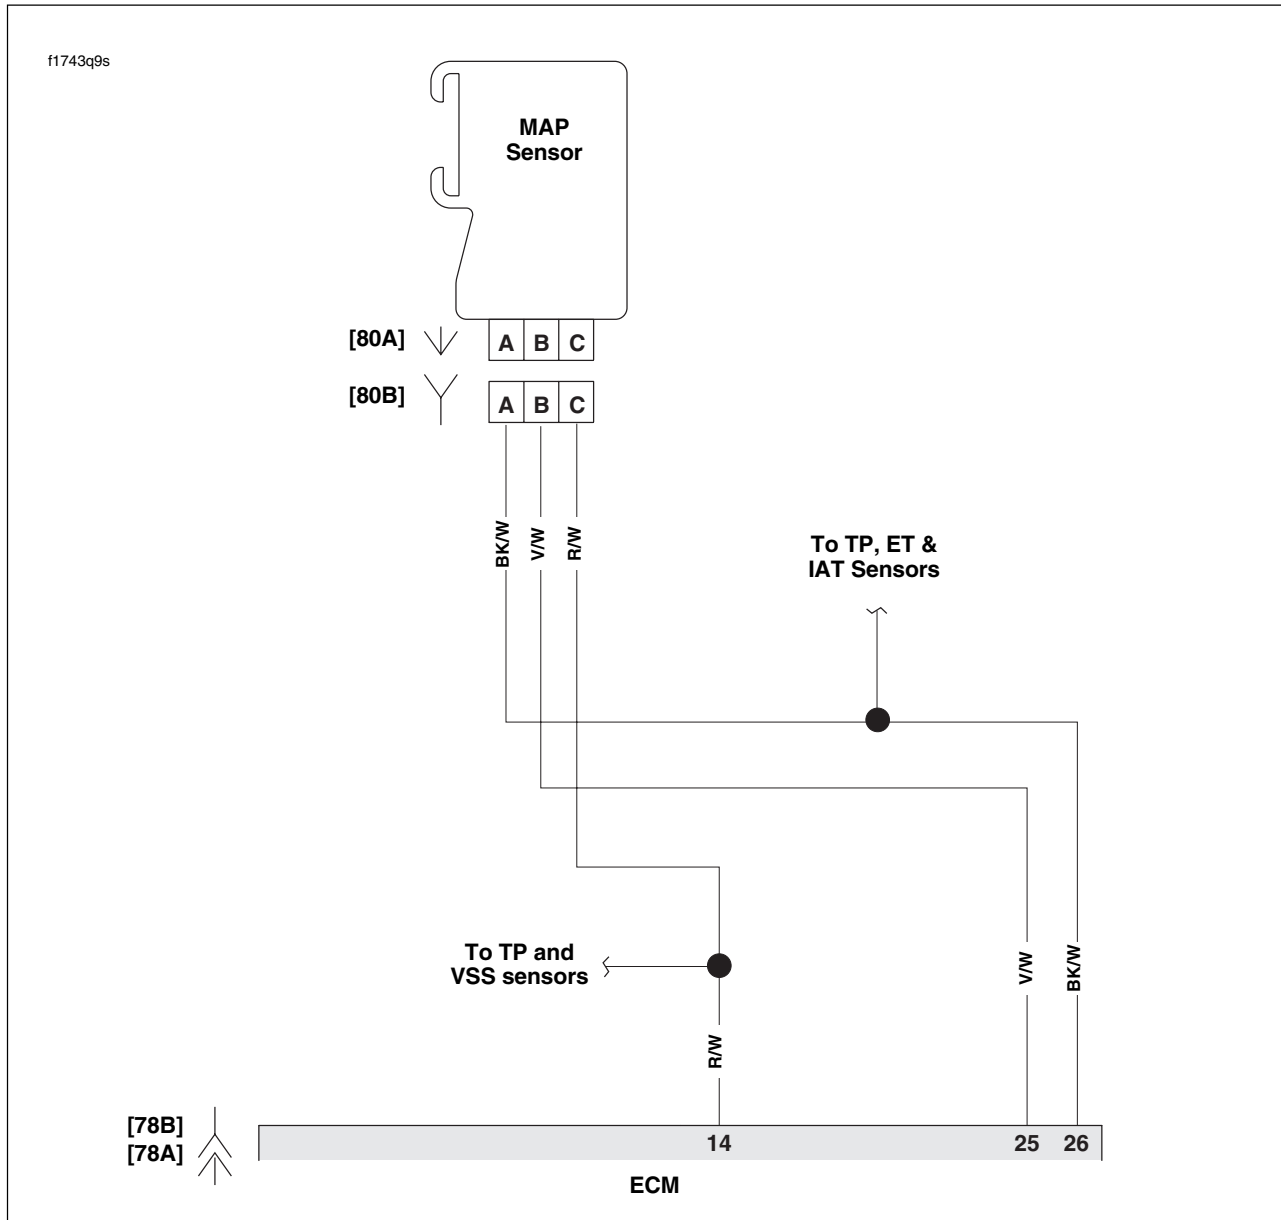 f1743q9s
MAP
Sensor
[80A]
A B C
[80B]
A B C
BK/W
V/W
R/W
To TP, ET &
IAT Sensors
To TP and
VSS sensors
V/W
BK/W
R/W
[78B]
[78A]
14 25 26
ECM